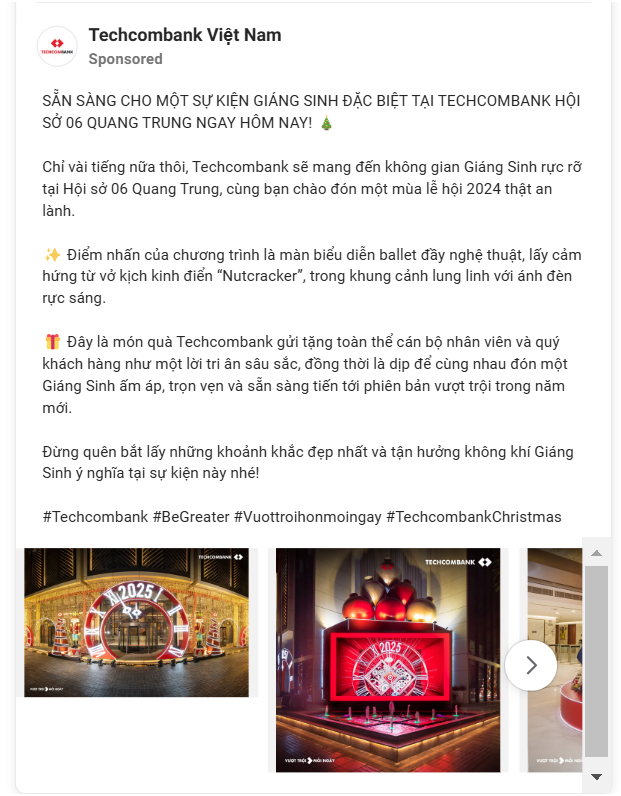 Techcombank Việt Nam
TECHCOMBANK
Sponsored
SẴN SÀNG CHO MỘT SỰ KIỆN GIÁNG SINH ĐẶC BIỆT TẠI TECHCOMBANK HỘI
SỞ 06 QUANG TRUNG NGAY HÔM NAY! 🎄
Chỉ vài tiếng nữa thôi, Techcombank sẽ mang đến không gian Giáng Sinh rực rỡ
tại Hội sở 06 Quang Trung, cùng bạn chào đón một mùa lễ hội 2024 thật an
lành.
✨ Điểm nhấn của chương trình là màn biểu diễn ballet đầy nghệ thuật, lấy cảm
hứng từ vở kịch kinh điển “Nutcracker”, trong khung cảnh lung linh với ánh đèn
rực sáng.
🎁 Đây là món quà Techcombank gửi tặng toàn thể cán bộ nhân viên và quý
khách hàng như một lời tri ân sâu sắc, đồng thời là dịp để cùng nhau đón một
Giáng Sinh ấm áp, trọn vẹn và sẵn sàng tiến tới phiên bản vượt trội trong năm
mới.
Đừng quên bắt lấy những khoảnh khắc đẹp nhất và tận hưởng không khí Giáng
Sinh ý nghĩa tại sự kiện này nhé!
#Techcombank #BeGreater #Vuottroihonmoingay #TechcombankChristmas
TECHCOMBANK
2025
VƯỢT TRỘI MỖI NGÀY
TECHCOMBANK
2025
VƯỢT TRỘI MỖI NGÀY
VƯỢT TRỘI MỖI NGÀY